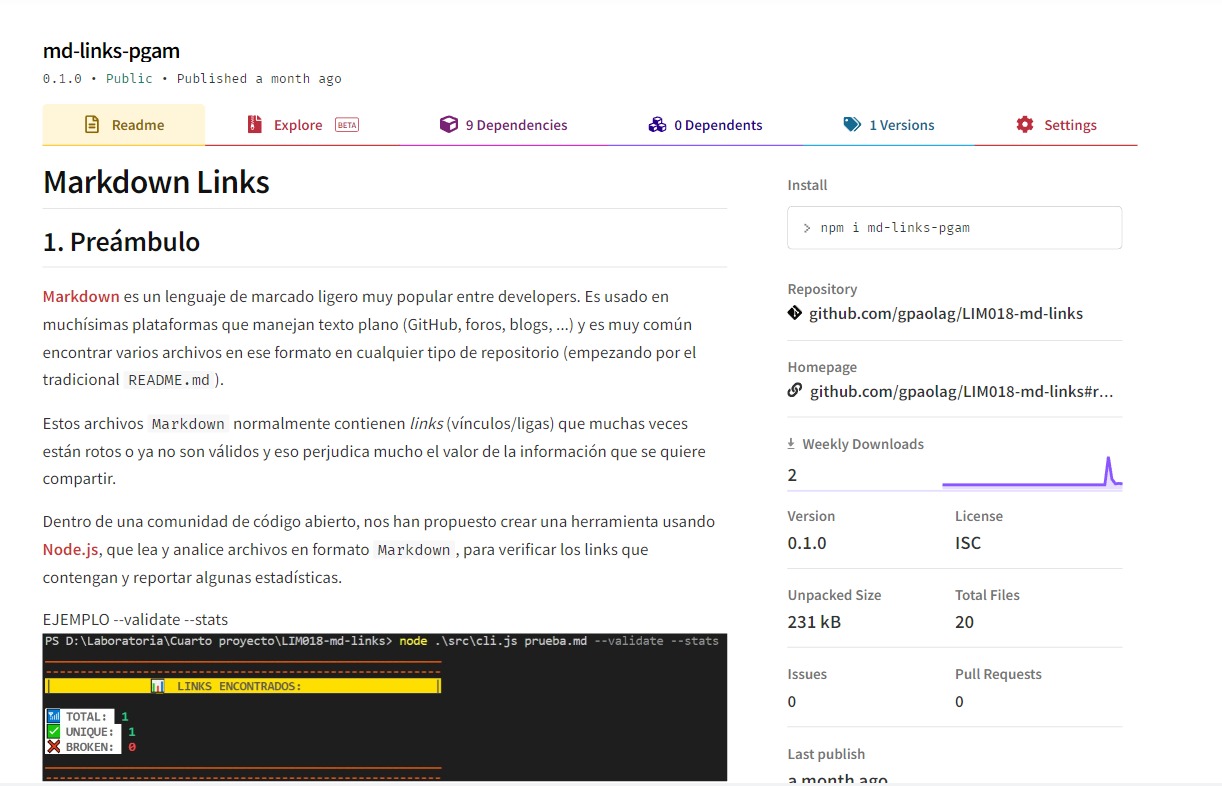 md-links-pgam
0.1.0 • Public • Published a month ago
Readme
Explore BETA
9 Dependencies
0 Dependents
1 Versions
Settings
Markdown Links
1. Preámbulo
Markdown es un lenguaje de marcado ligero muy popular entre developers. Es usado en
muchísimas plataformas que manejan texto plano (GitHub, foros, blogs, ...) y es muy común
encontrar varios archivos en ese formato en cualquier tipo de repositorio (empezando por el
tradicional README.md ).
Estos archivos Markdown normalmente contienen links (vínculos/ligas) que muchas veces
están rotos o ya no son válidos y eso perjudica mucho el valor de la información que se quiere
compartir.
Dentro de una comunidad de código abierto, nos han propuesto crear una herramienta usando
Node.js, que lea y analice archivos en formato Markdown , para verificar los links que
contengan y reportar algunas estadísticas.
EJEMPLO --validate --stats
PS D:\Laboratoria\Cuarto proyecto\LIM018-md-links> node .\src\cli.js prueba.md --validate --stats
LINKS ENCONTRADOS:
TOTAL: 1
UNIQUE: 1
BROKEN: 0
Install
> npm i md-links-pgam
Repository
github.com/gpaolag/LIM018-md-links
Homepage
github.com/gpaolag/LIM018-md-links#r...
Weekly Downloads
2
Version
0.1.0
License
ISC
Unpacked Size
231 kB
Total Files
20
Issues
0
Pull Requests
0
Last publish
a month ago